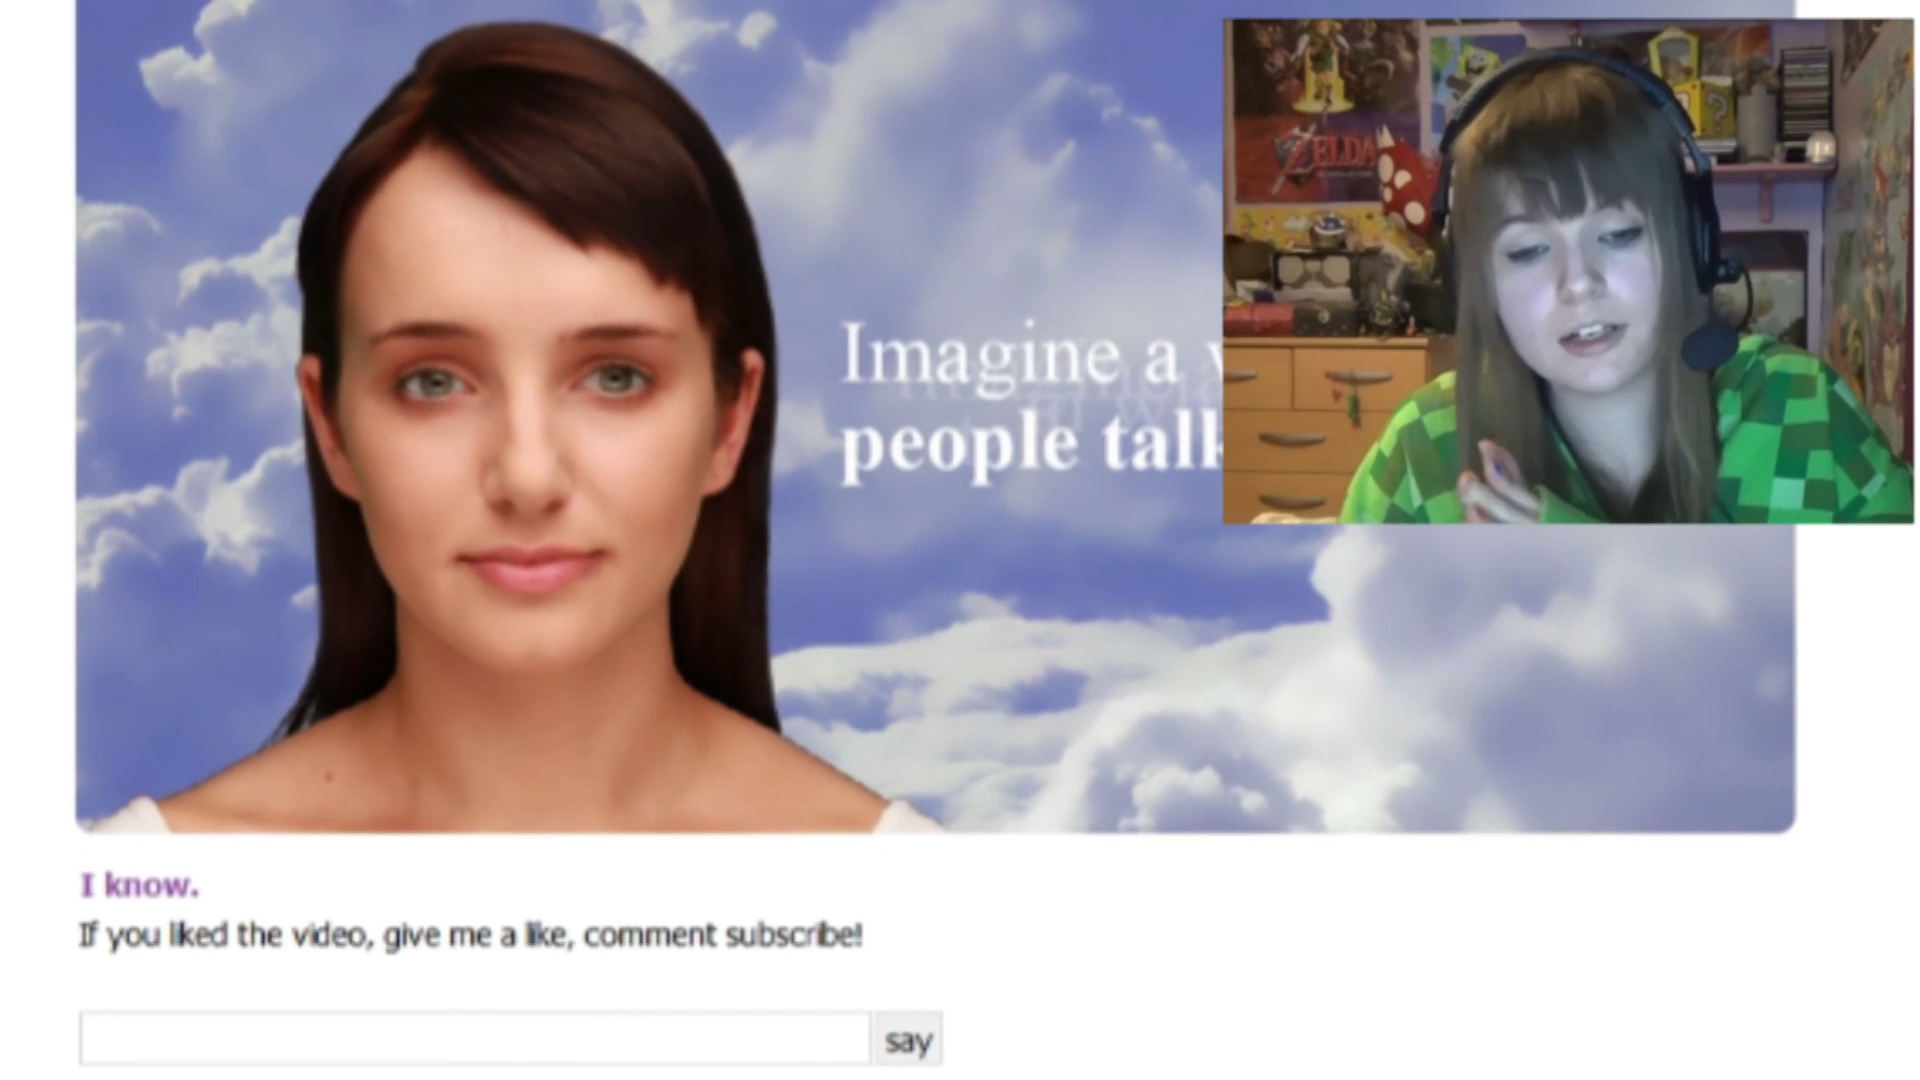 Imagine a
people talk
ZELDA
I know.
If you liked the video, give me a like, comment subscribe!
say